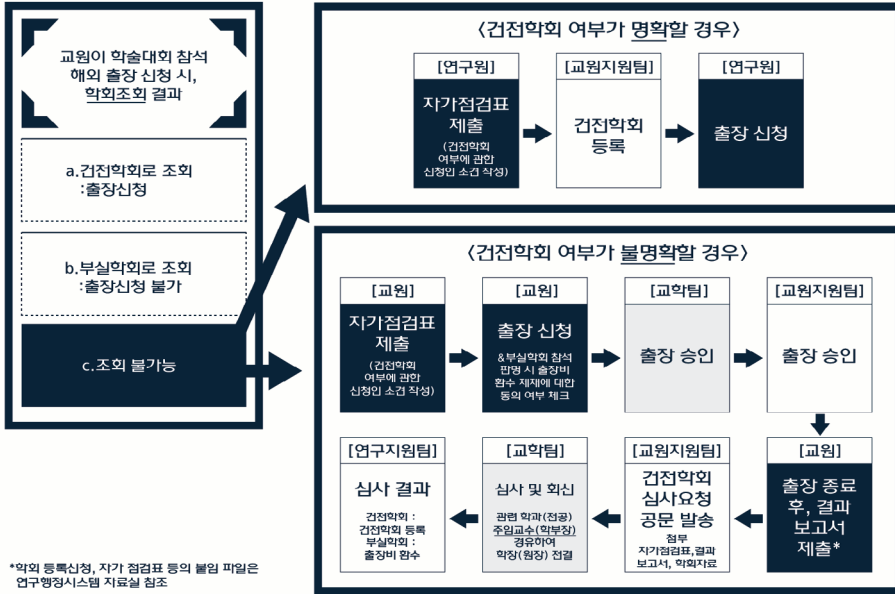 교원이 학술대회 참석
해외 출장 신청 시,
학회조회 결과
a.건전학회로 조회
:출장신청
b.부실학회로 조회
:출장신청 불가
c.조회 불가능
*학회 등록신청, 자가 점검표 등의 붙임 파일은
연구행정시스템 자료실 참조
<건전학회 여부가 명확할 경우>
[연구원]
자가점검표
제출
(건전학회
여부에 관한
신청인 소견 작성)
[교원지원팀]
건전학회
등록
[연구원]
출장 신청
<건전학회 여부가 불명확할 경우>
[교원]
자가점검표
제출
(건전학회
여부에 관한
신청인 소견 작성)
[교원]
출장 신청
&부실학회 참석
판명 시 출장비
환수 제재에 대한
동의 여부 체크
[교학팀]
출장 승인
[교원지원팀]
출장 승인
[교원]
출장 종료
후, 결과
보고서
제출*
[교원지원팀]
건전학회
심사요청
공문 발송
첨부
자가점검표,결과
보고서, 학회자료
[교학팀]
심사 및 회신
관련 학과(전공)
주임교수(학부장)
경유하여
학장(원장) 전결
[연구지원팀]
심사 결과
건전학회 :
건전학회 등록
부실학회 :
출장비 환수